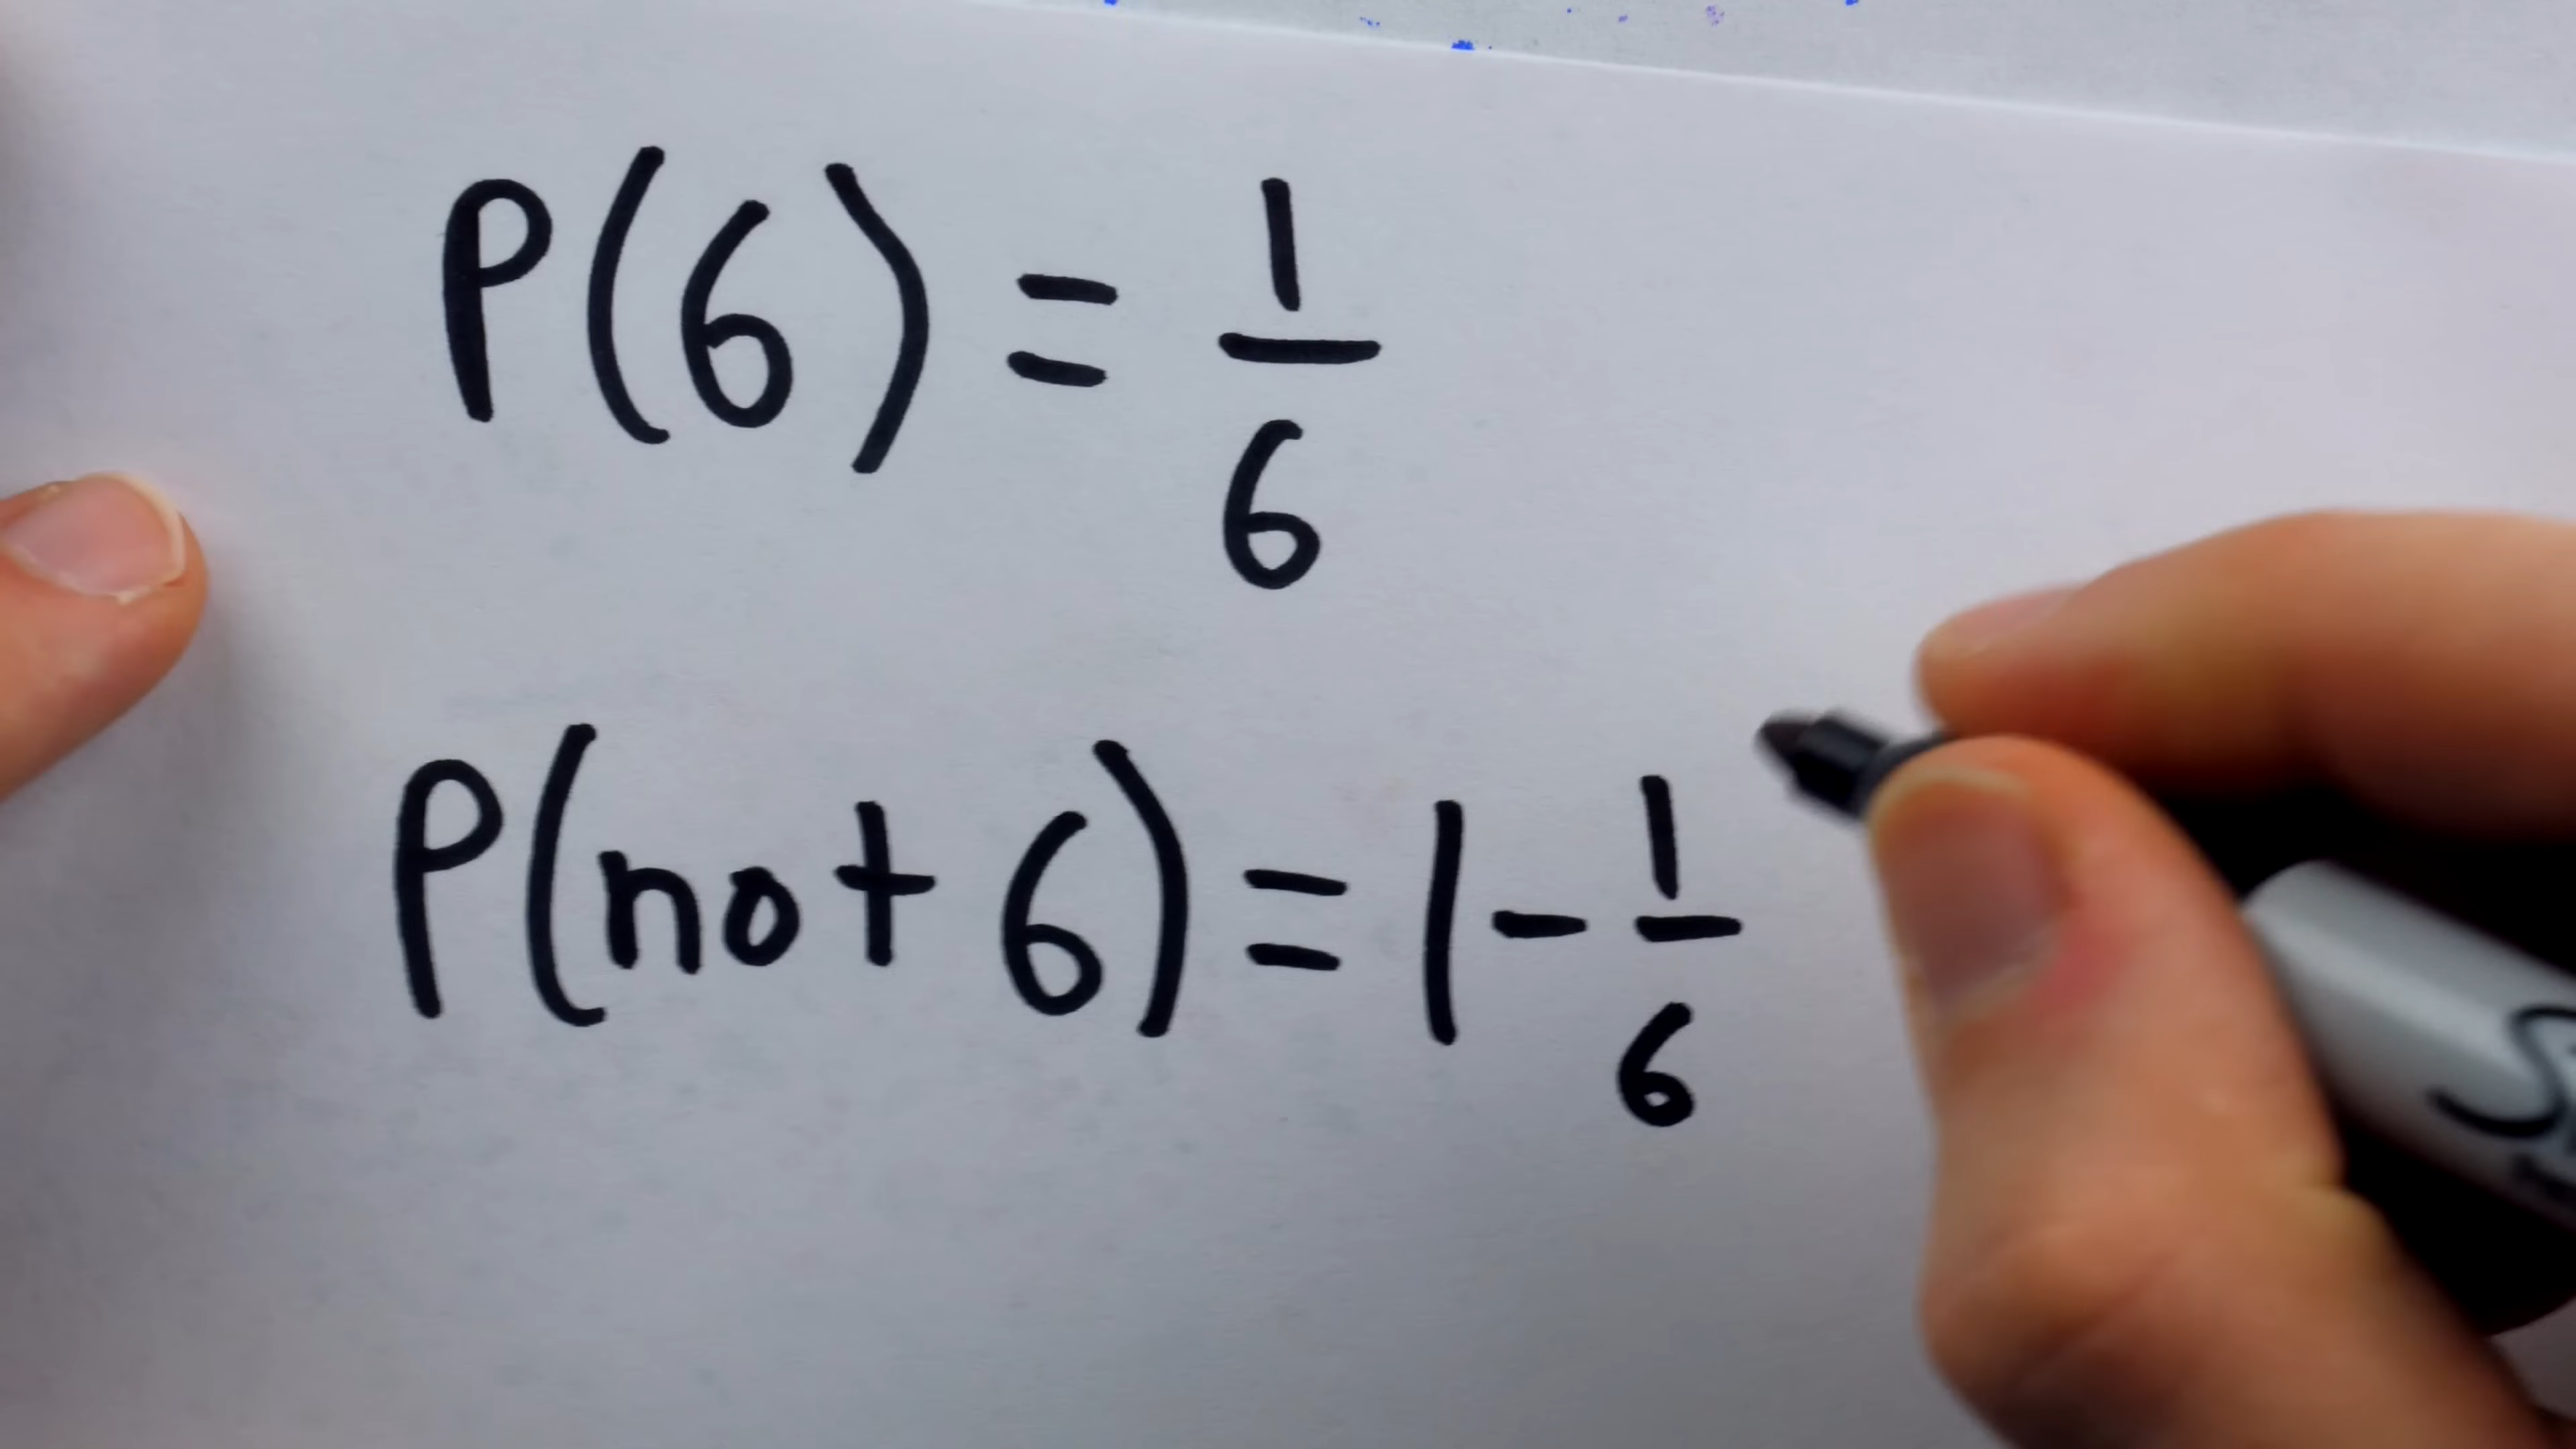 P(6) = 1/6
P(not 6) = 1 - 1/6